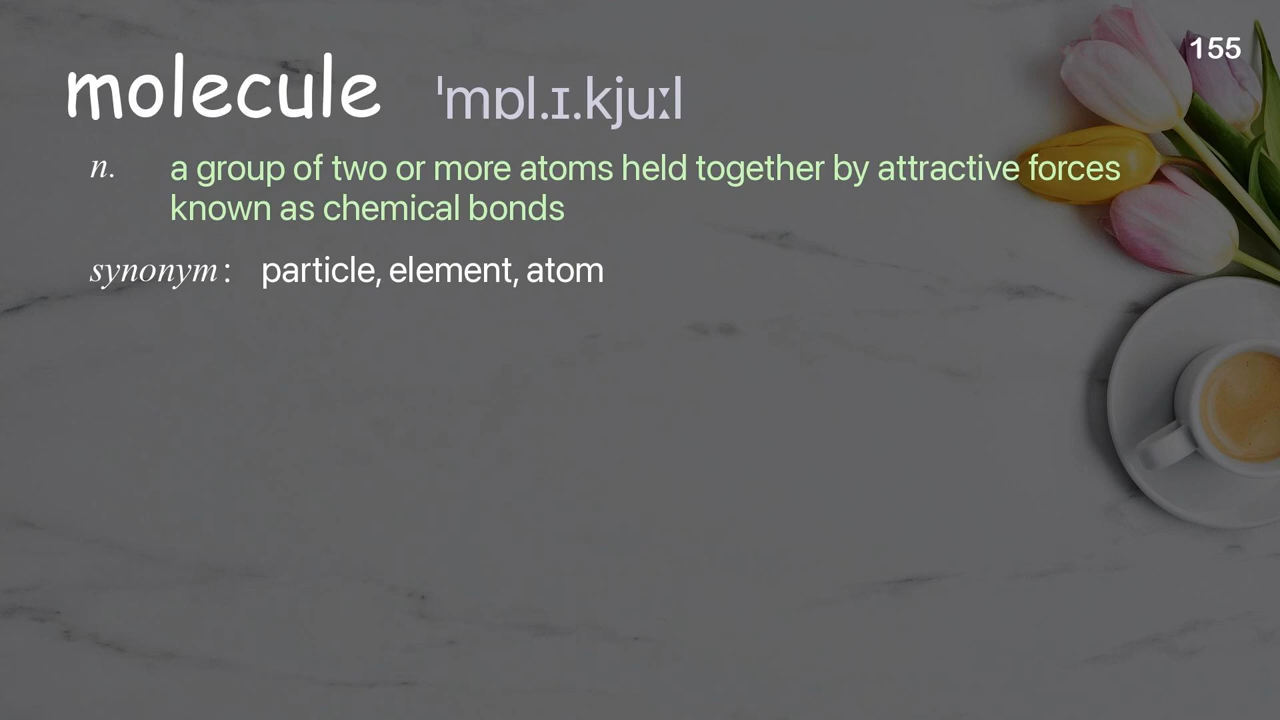 155
molecule ˈmɒl.ɪ.kjuːl
n. a group of two or more atoms held together by attractive forces
known as chemical bonds
synonym: particle, element, atom